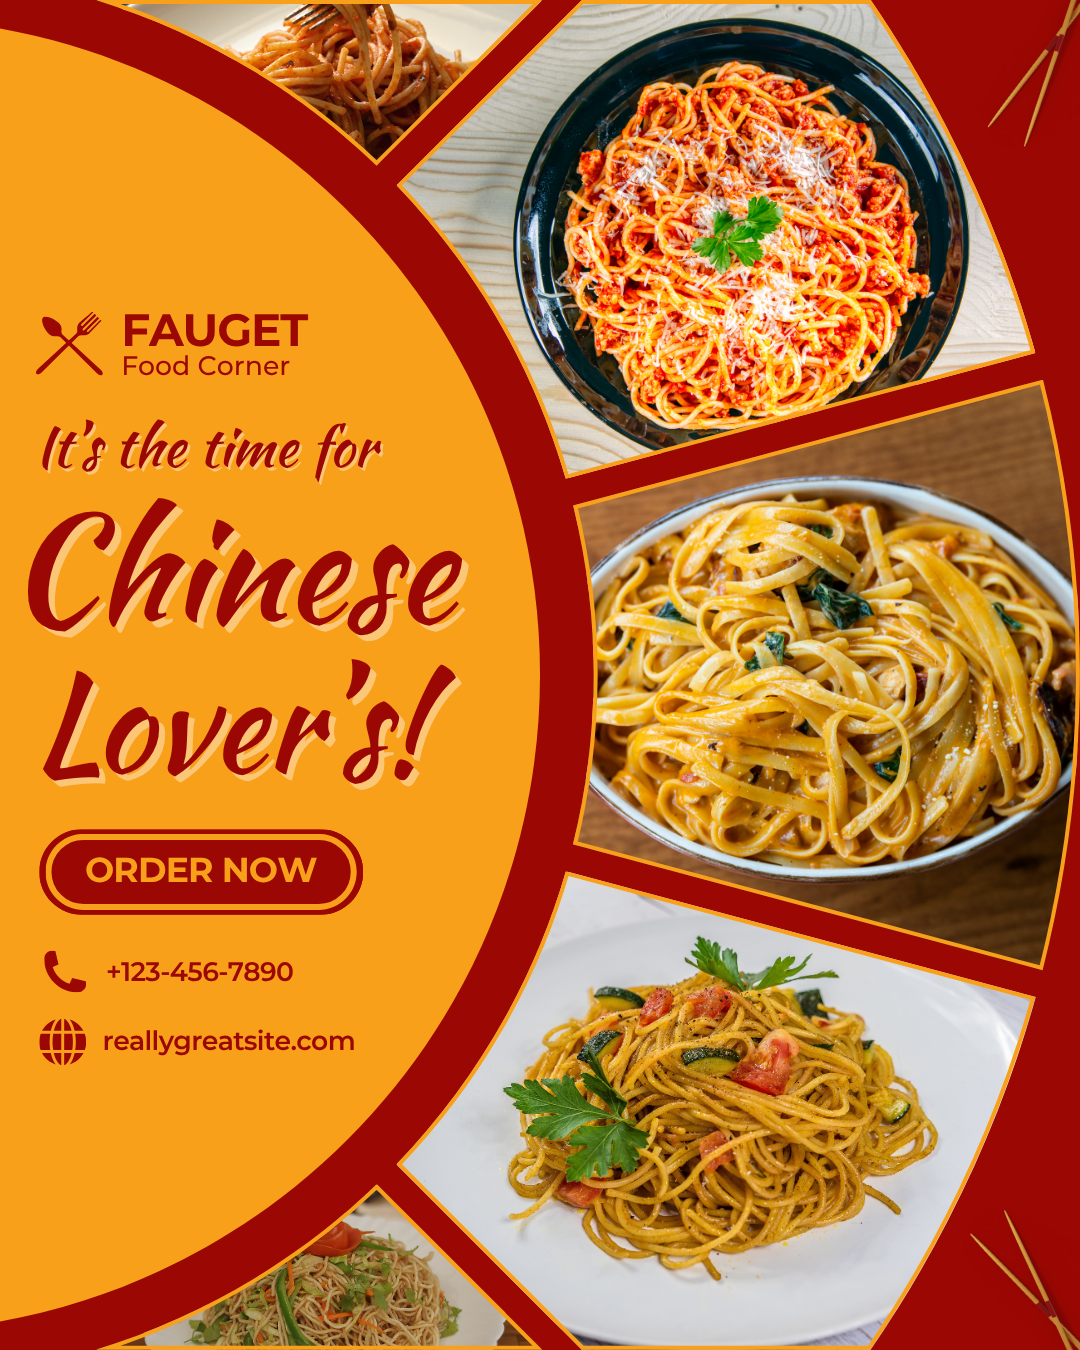 FAUGET
Food Corner
It's the time for
Chinese
Lover's!
ORDER NOW
+123-456-7890
reallygreatsite.com